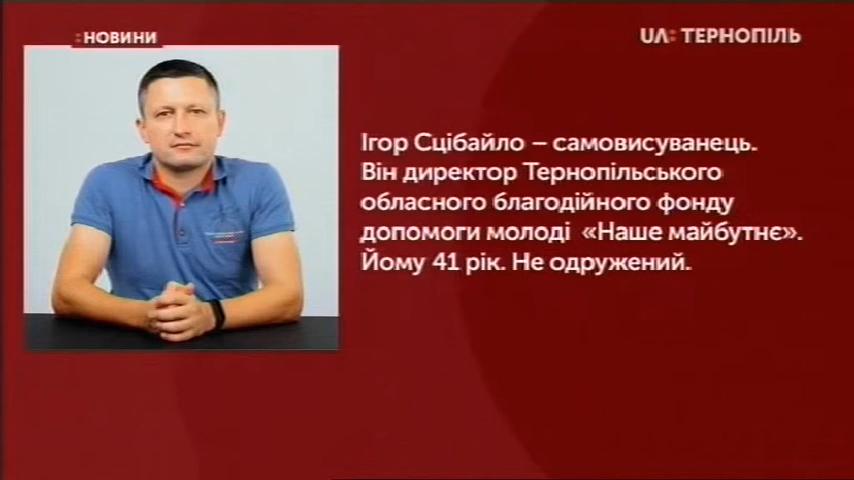 :НОВИНИ
UA: ТЕРНОПІЛЬ
Ігор Сцібайло – самовисуванець.
Він директор Тернопільського
обласного благодійного фонду
допомоги молоді «Наше майбутнє».
Йому 41 рік. Не одружений.